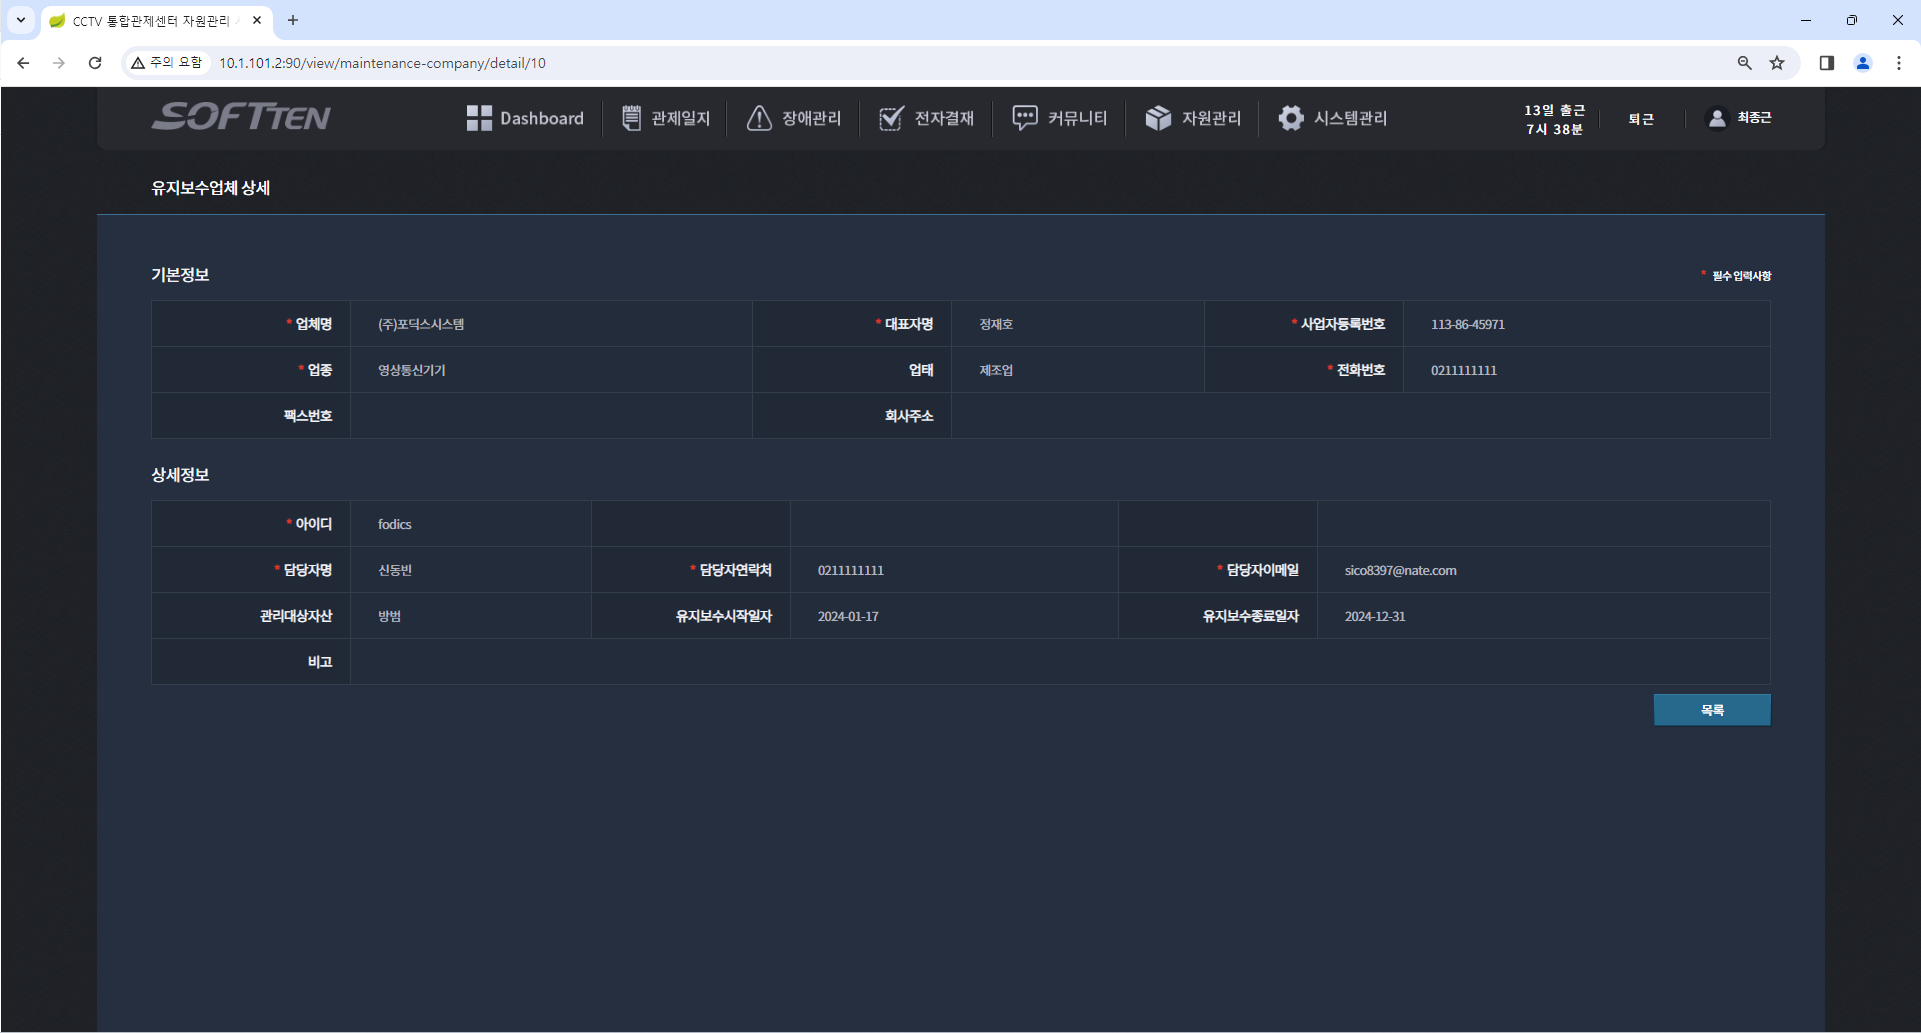 CCTV 통합관제센터 자원관리
주의 요함
10.1.101.2:90/view/maintenance-company/detail/10
SOFTTEN
Dashboard
관제일지
장애관리
전자결재
커뮤니티
자원관리
시스템관리
13일 출근
7시 38분
퇴근
최종근
유지보수업체 상세
기본정보
* 필수 입력사항
* 업체명 (주)포딕스시스템 * 대표자명 정재호 * 사업자등록번호 113-86-45971
* 업종 영상통신기기 업태 제조업 * 전화번호 0211111111
팩스번호 회사주소
상세정보
* 아이디 fodics
* 담당자명 신동빈 * 담당자연락처 0211111111 * 담당자이메일 sico8397@nate.com
관리대상자산 방범 유지보수시작일자 2024-01-17 유지보수종료일자 2024-12-31
비고
목록